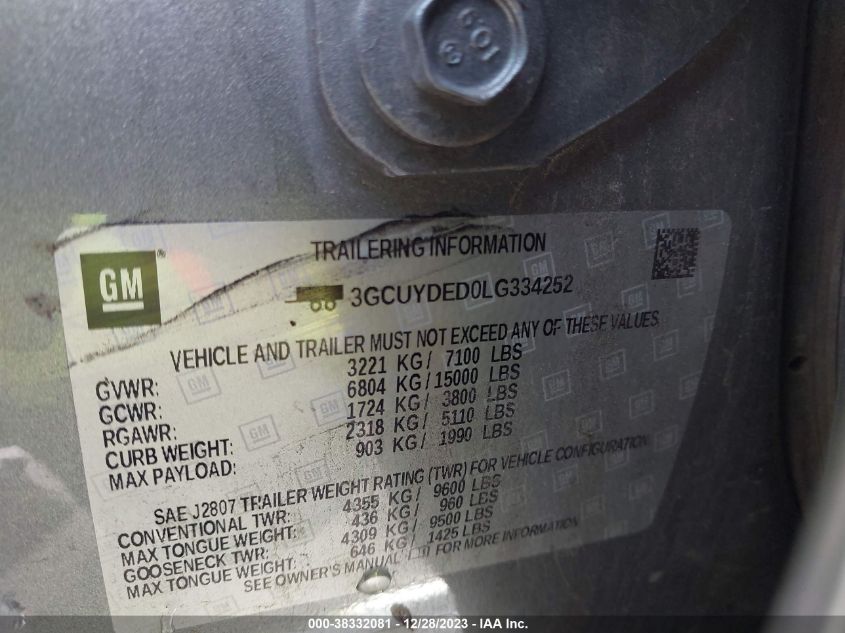 10.9
TRAILERING INFORMATION
GM ®
3GCUYDED0LG334252
VEHICLE AND TRAILER MUST NOT EXCEED ANY OF THESE VALUES
GVWR: 3221 KG/ 7100 LBS
GCWR: 6804 KG/15000 LBS
RGAWR: 1724 KG/ 3800 LBS
CURB WEIGHT: 2318 KG/ 5110 LBS
MAX PAYLOAD: 903 KG/ 1990 LBS
SAE J2807 TRAILER WEIGHT RATING (TWR) FOR VEHICLE CONFIGURATION
CONVENTIONAL TWR: 4355 KG/ 9600 LBS
MAX TONGUE WEIGHT: 436 KG/ 960 LBS
GOOSENECK TWR: 4309 KG/ 9500 LBS
MAX TONGUE WEIGHT: 646 KG/ 1425 LBS
SEE OWNER'S MANUAL FOR MORE INFORMATION
000-38332081 - 12/28/2023 - IAA Inc.